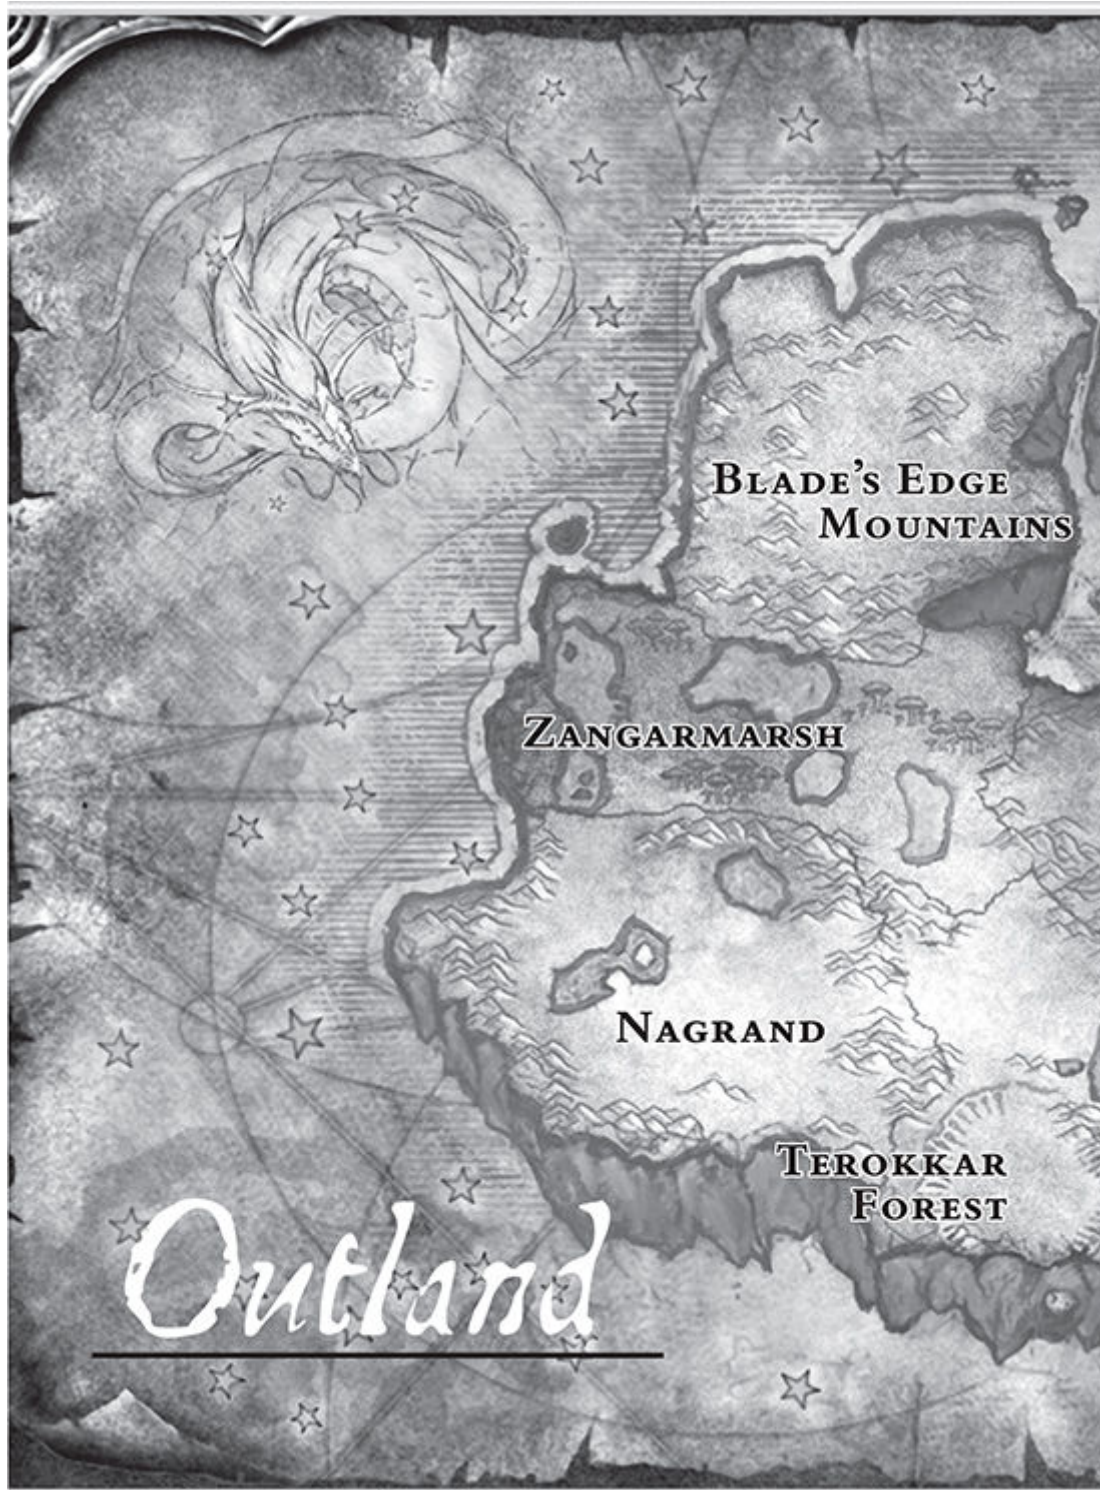 Blade's Edge
Mountains
Zangarmarsh
Nagrand
Terokkar
Forest
Outland